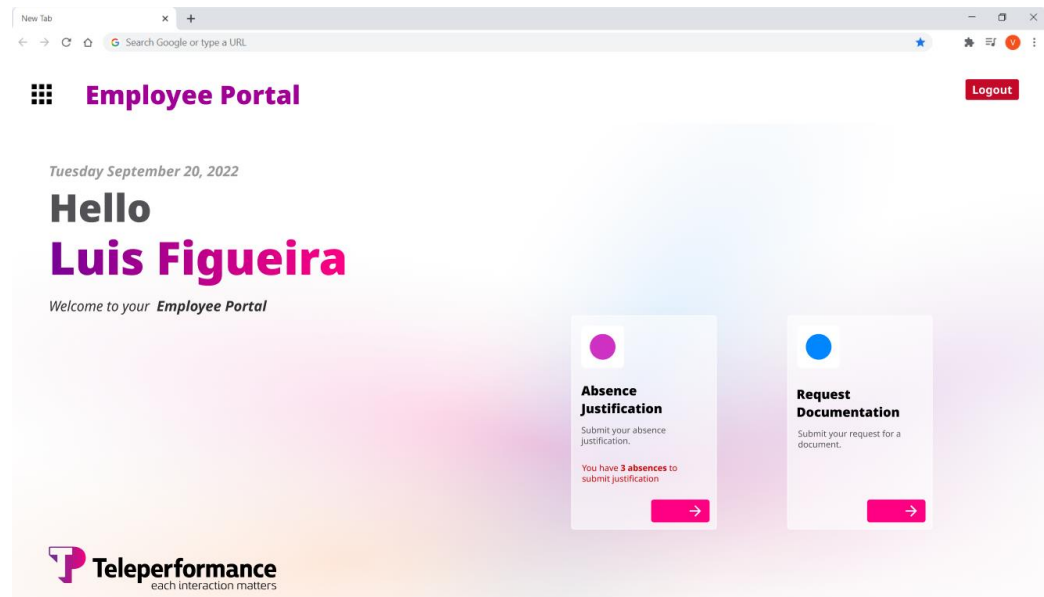 New Tab
Search Google or type a URL
V
Employee Portal
Logout
Tuesday September 20, 2022
Hello
Luis Figueira
Welcome to your Employee Portal
Absence
Justification
Submit your absence
justification.
You have 3 absences to
submit justification
Request
Documentation
Submit your request for a
document.
Teleperformance
each interaction matters